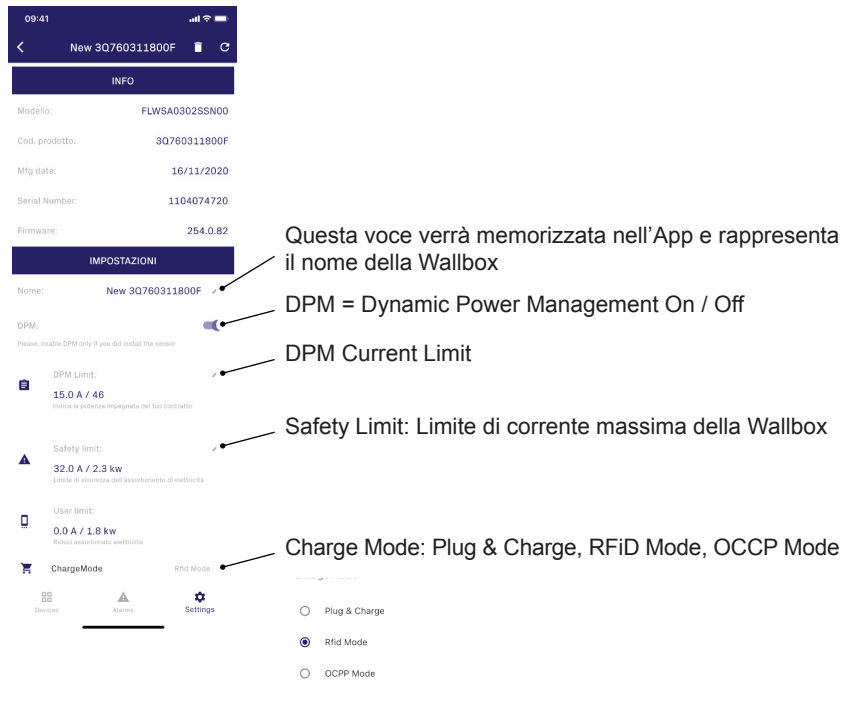 09:41
New 3Q760311800F
INFO
Modello: FLWSA0302SSN00
Cod. prodotto: 3Q760311800F
Mfg date: 16/11/2020
Serial Number: 1104074720
Firmware: 254.0.82
IMPOSTAZIONI
Nome: New 3Q760311800F
DPM:
Please, enable DPM only if you did install the sensor
DPM Limit:
15.0 A / 46
Indica la potenza impegnata del tuo contratto
Safety limit:
32.0 A / 2.3 kw
Limite di sicurezza dell'assorbimento di elettricità
User limit:
0.0 A / 1.8 kw
Riduci assorbimeto elettricità
ChargeMode Rfid Mode
Devices Alarms Settings
Questa voce verrà memorizzata nell'App e rappresenta
il nome della Wallbox
DPM = Dynamic Power Management On / Off
DPM Current Limit
Safety Limit: Limite di corrente massima della Wallbox
Charge Mode: Plug & Charge, RFiD Mode, OCCP Mode
Plug & Charge
Rfid Mode
OCPP Mode